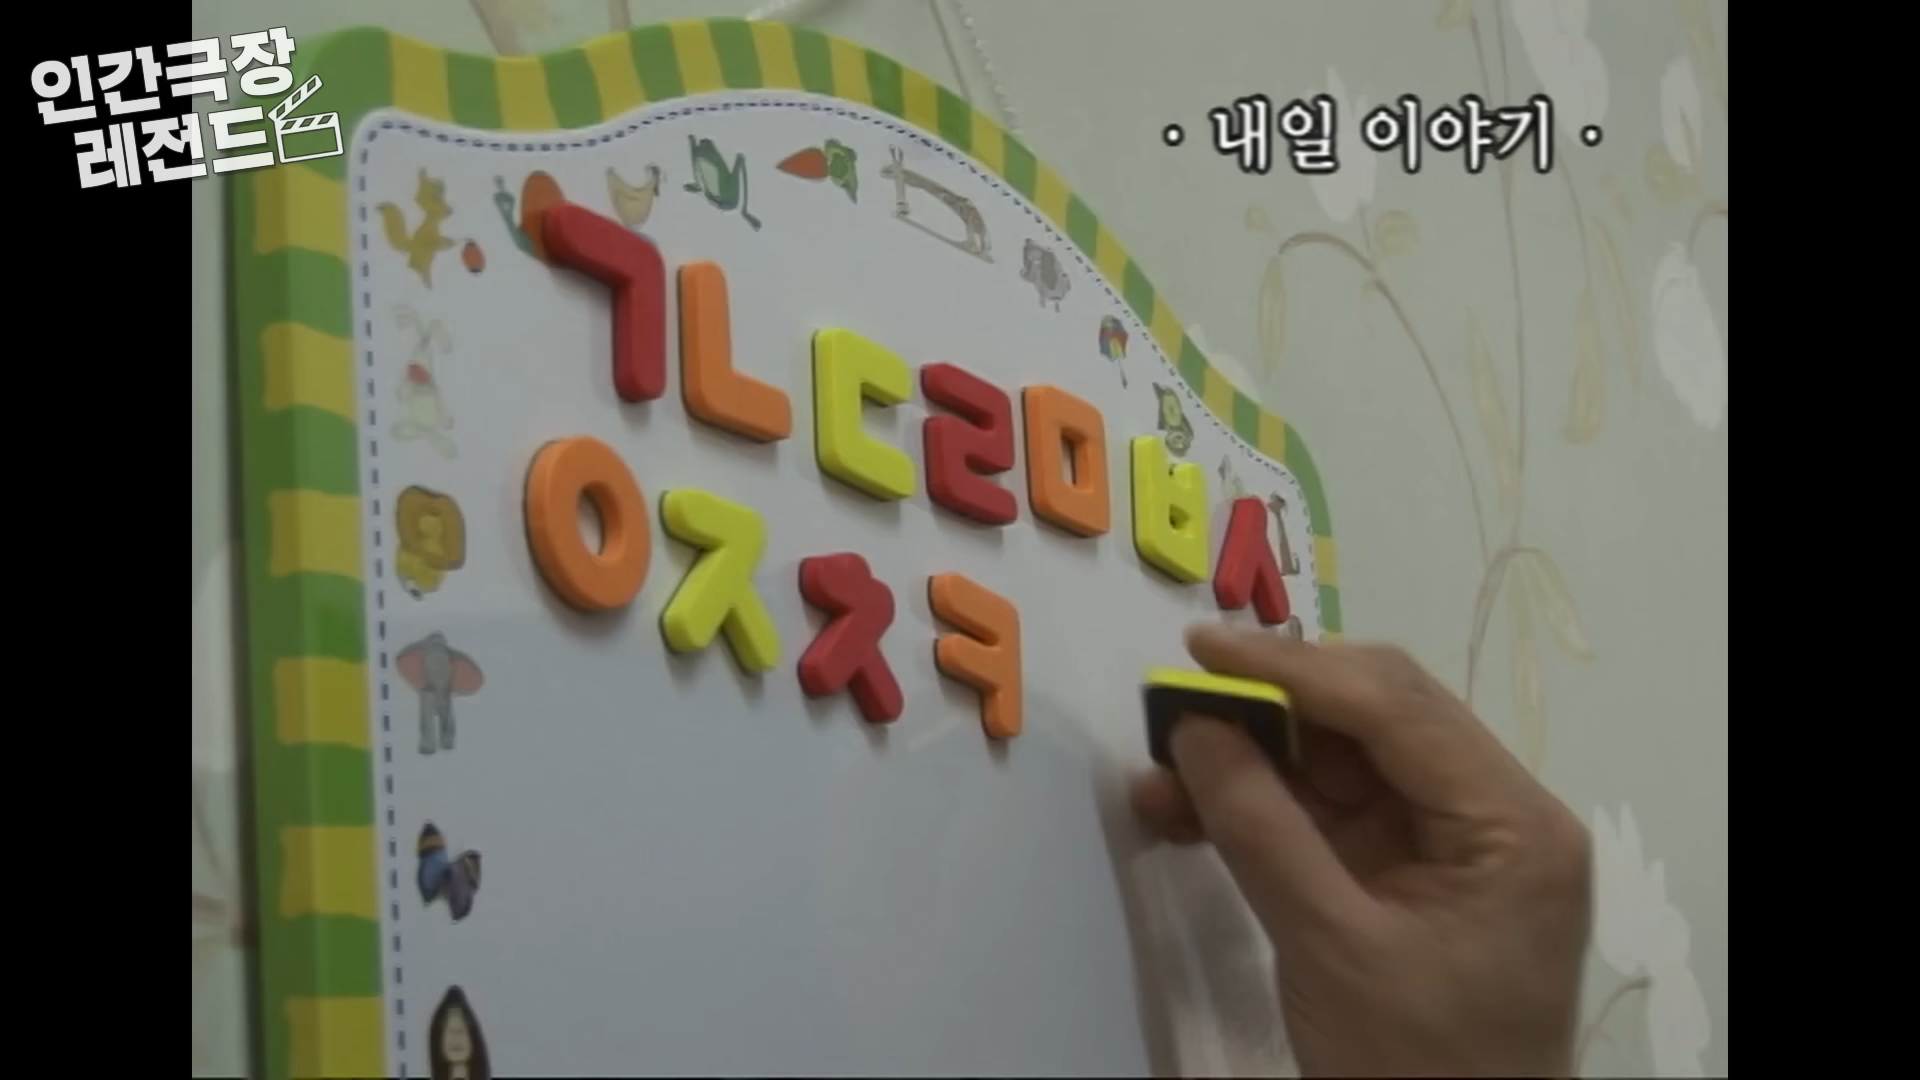 인간극장
레전드
• 내일 이야기 •
ㄱㄴㄷㄹㅁㅂㅅ
ㅇㅈㅊㅋ